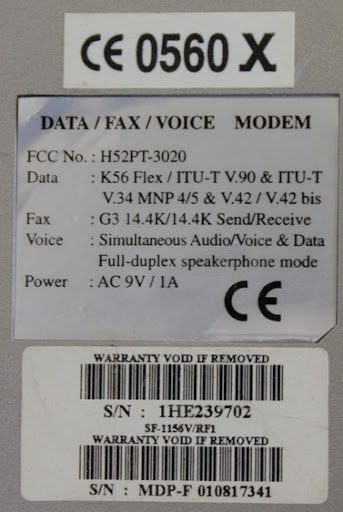 CE 0560 X
DATA / FAX / VOICE MODEM
FCC No. : H52PT-3020
Data : K56 Flex / ITU-T V.90 & ITU-T
V.34 MNP 4/5 & V.42 / V.42 bis
Fax : G3 14.4K/14.4K Send/Receive
Voice : Simultaneous Audio/Voice & Data
Full-duplex speakerphone mode
Power : AC 9V / 1A
CE
WARRANTY VOID IF REMOVED
S/N : 1HE239702
SF-1156V/RF1
WARRANTY VOID IF REMOVED
S/N : MDP-F 010817341